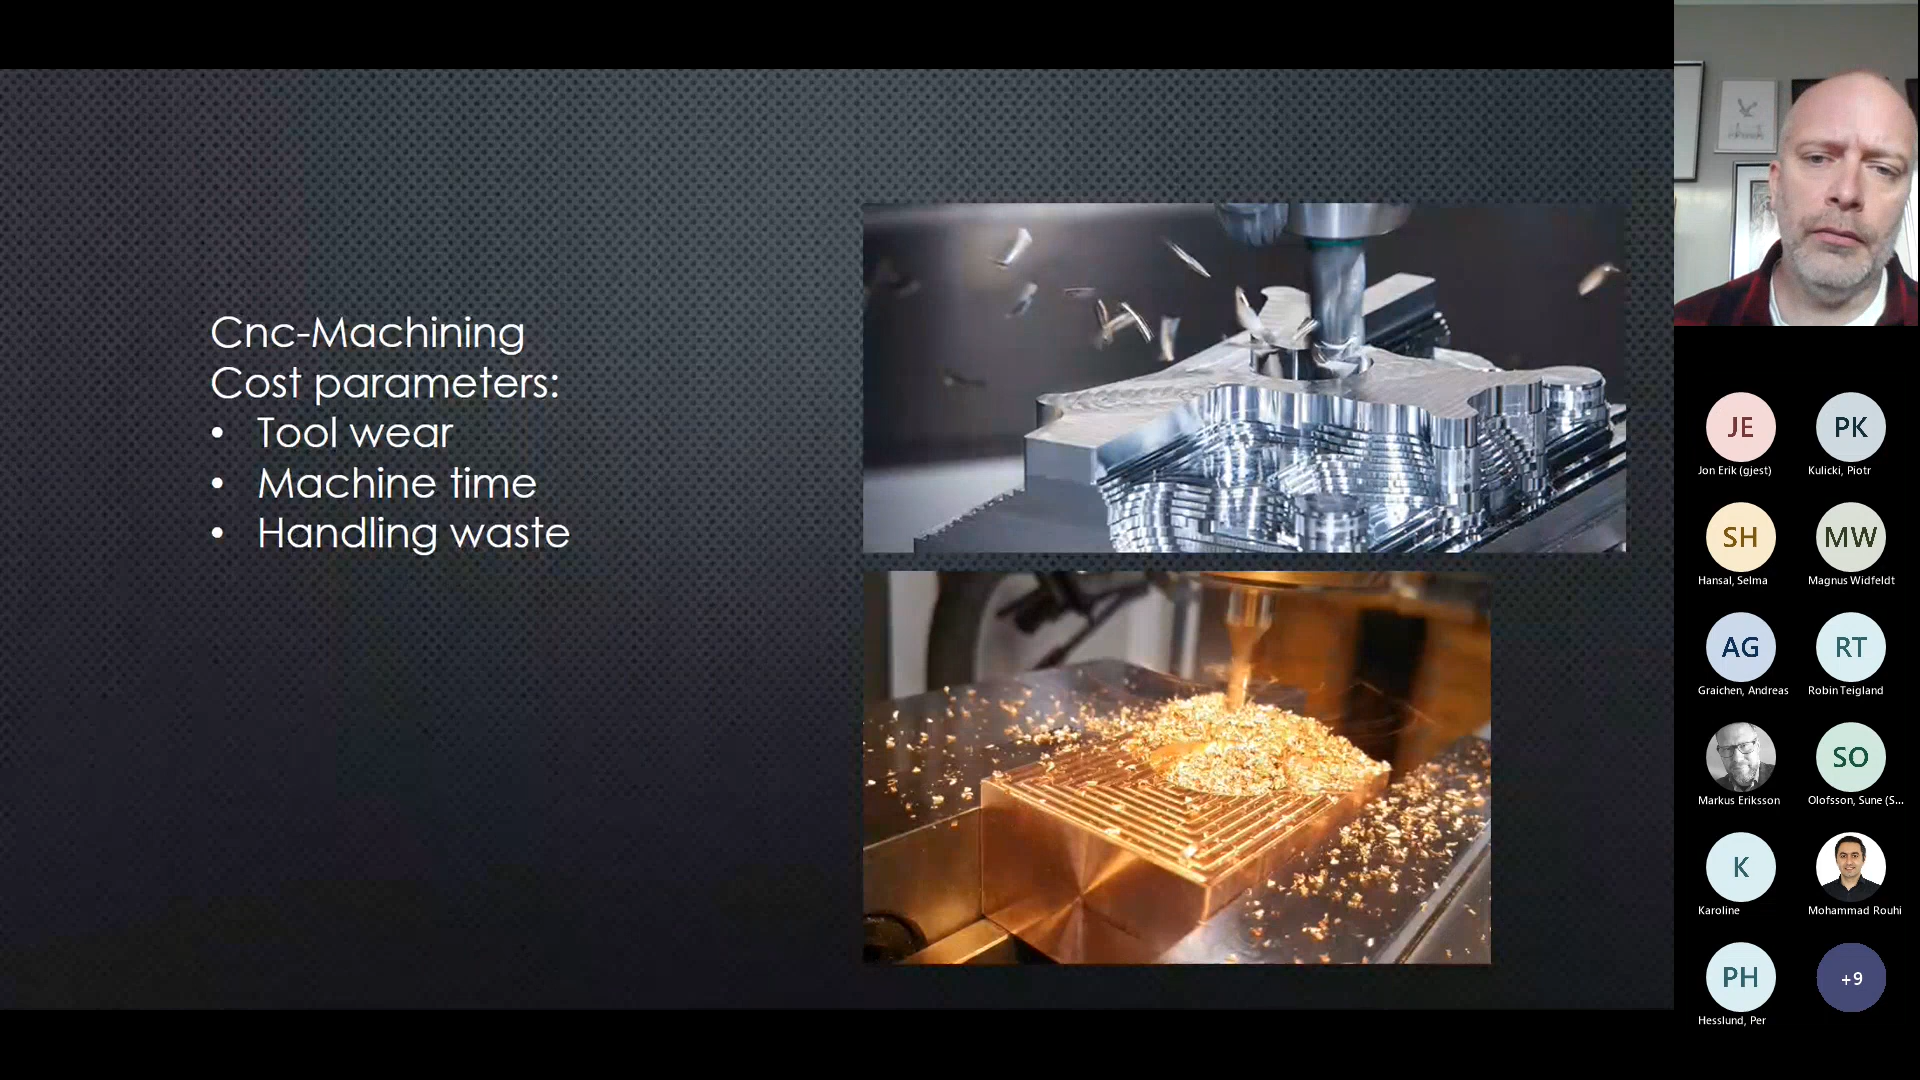 Cnc-Machining
Cost parameters:
• Tool wear
• Machine time
• Handling waste
JE
Jon Erik (gjest)
PK
Kulicki, Piotr
SH
Hansal, Selma
MW
Magnus Widfeldt
AG
Graichen, Andreas
RT
Robin Teigland
Markus Eriksson
SO
Olofsson, Sune (S...
K
Karoline
Mohammad Rouhi
PH
Hesslund, Per
+9